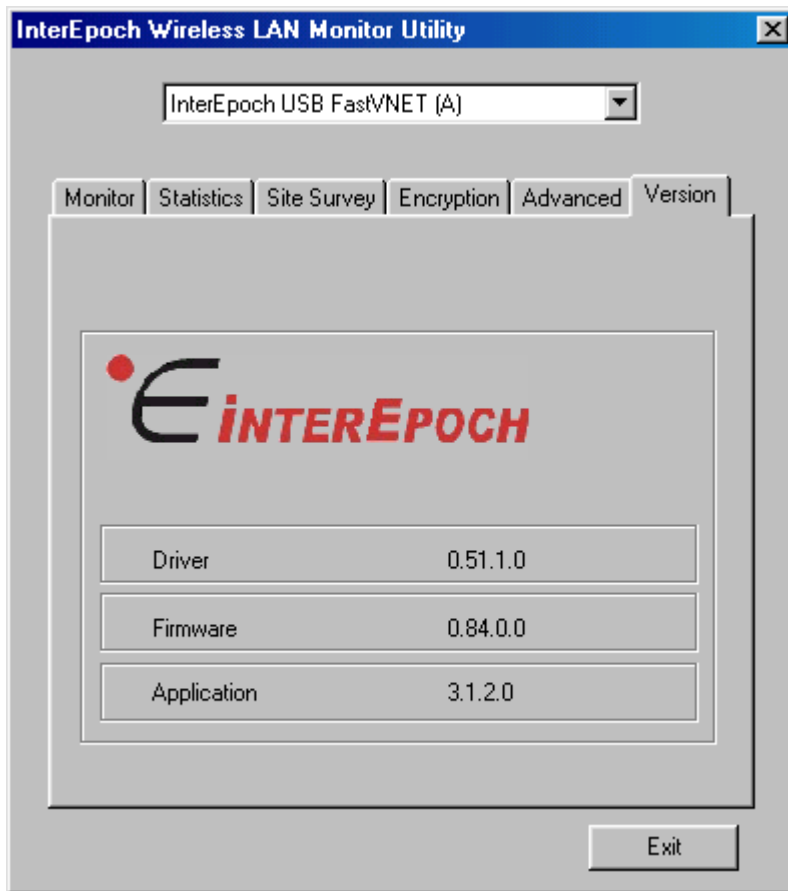 InterEpoch Wireless LAN Monitor Utility
InterEpoch USB FastVNET (A)
Monitor Statistics Site Survey Encryption Advanced Version
INTEREPOCH
Driver 0.51.1.0
Firmware 0.84.0.0
Application 3.1.2.0
Exit